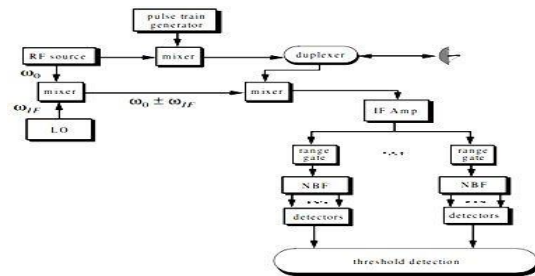 pulse train
generator
RF source
mixer
duplexer
ω0
mixer
ω0 ± ωIF
mixer
ωIF
LO
IF Amp
range
gate
. . .
range
gate
NBF
NBF
. . .
. . .
detectors
detectors
threshold detection